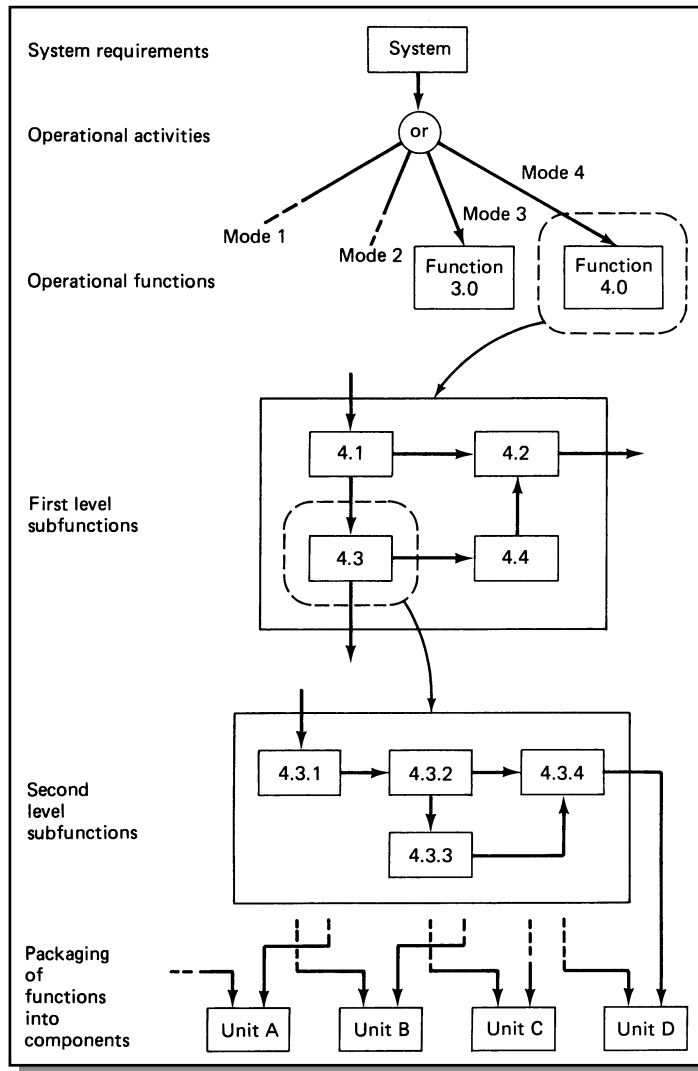 System requirements
System
Operational activities
or
Mode 4
Mode 3
Mode 1
Mode 2
Operational functions
Function
3.0
Function
4.0
4.1
4.2
First level
subfunctions
4.3
4.4
4.3.1
4.3.2
4.3.4
Second
level
subfunctions
4.3.3
Packaging
of
functions
into
components
Unit A
Unit B
Unit C
Unit D